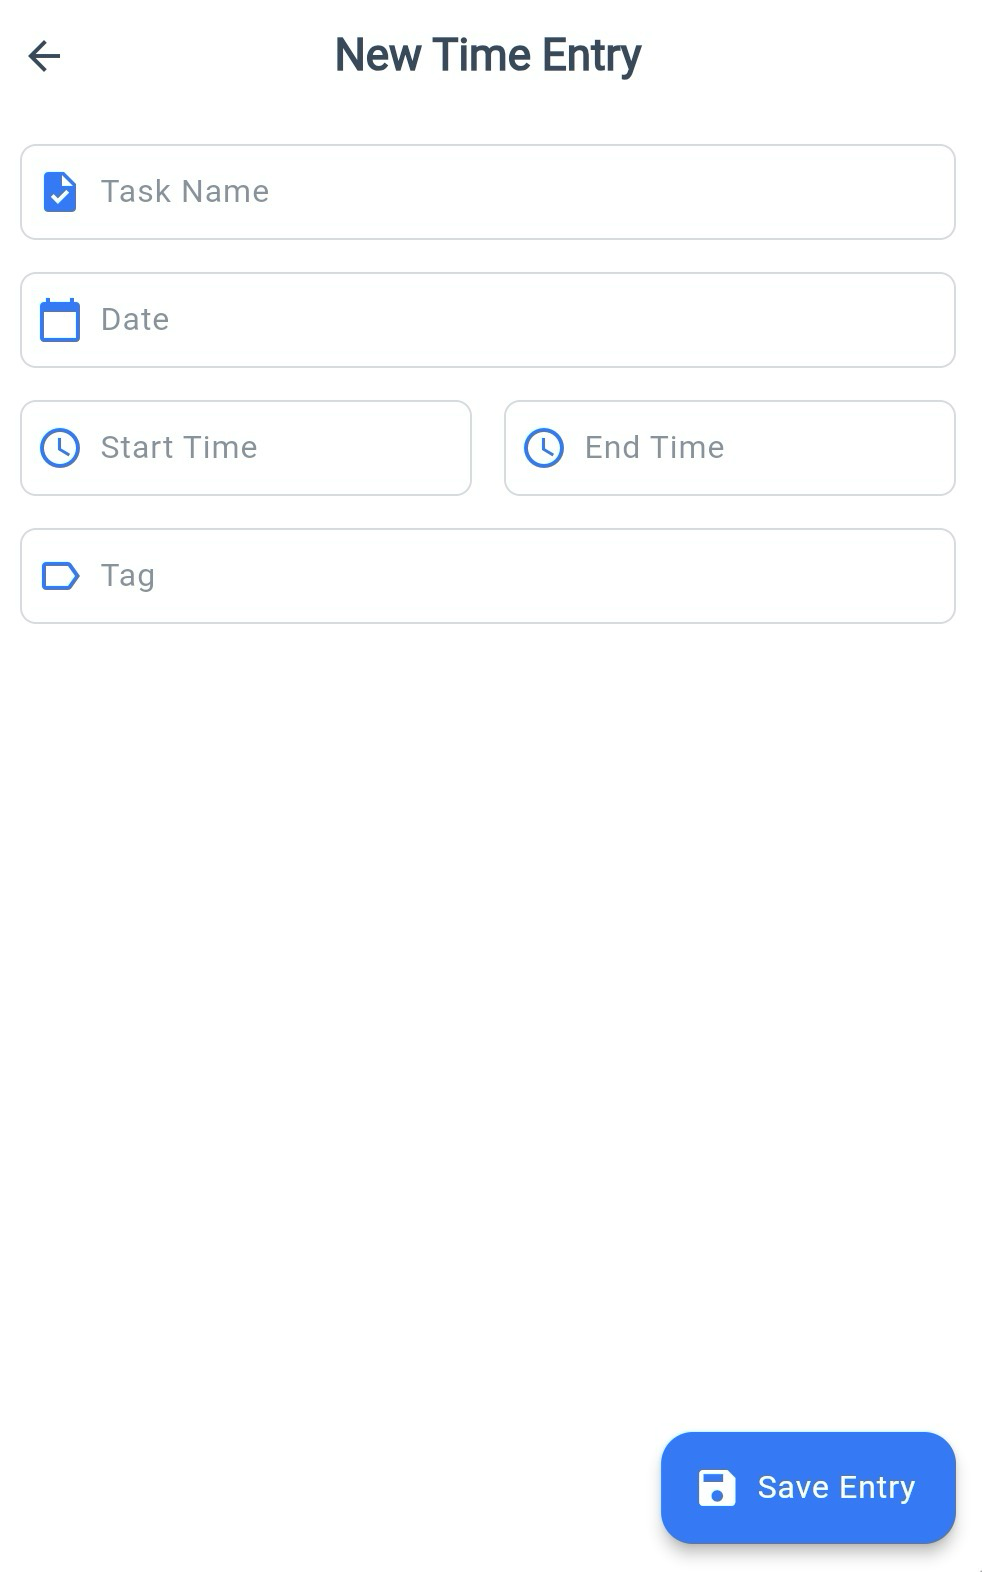 New Time Entry
Task Name
Date
Start Time
End Time
Tag
Save Entry